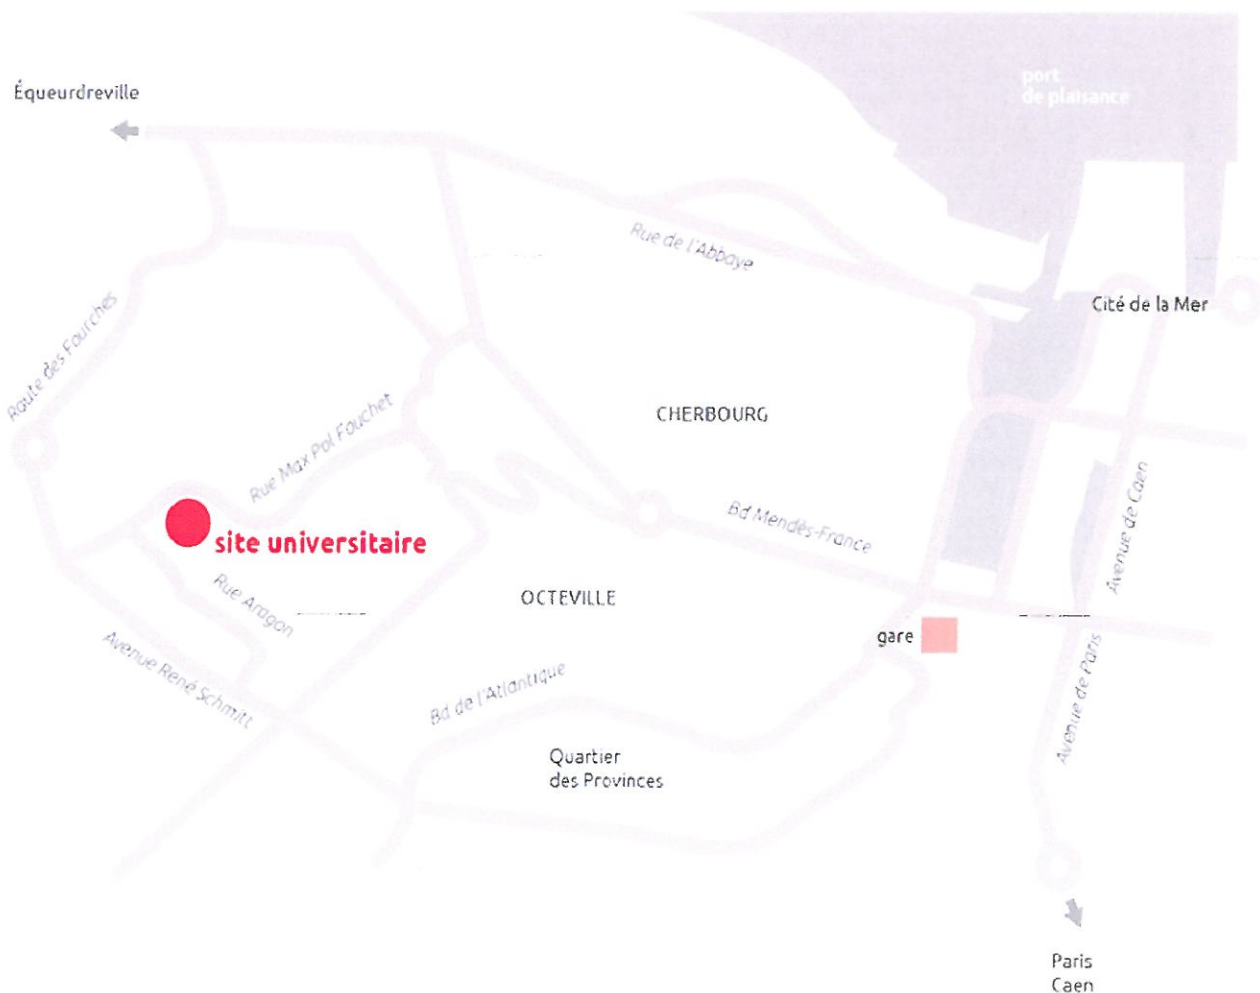 port
de plaisance
Équeurdreville
Rue de l'Abbaye
Cité de la Mer
Route des Fourches
Rue Max Pol Fouchet
CHERBOURG
site universitaire
Bd Mendès-France
Avenue de Caen
Rue Aragon
OCTEVILLE
gare
Avenue René Schmitt
Bd de l'Atlantique
Avenue de Paris
Quartier
des Provinces
Paris
Caen